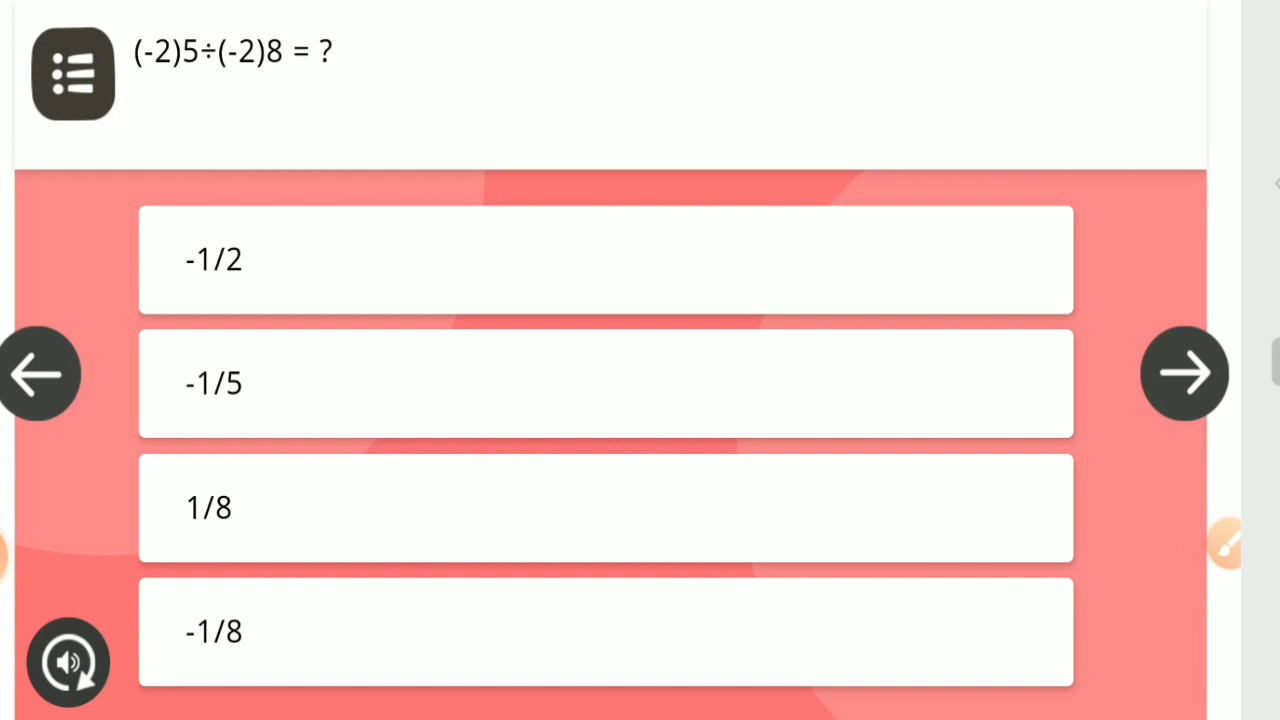 (-2)5÷(-2)8 = ?
-1/2
-1/5
1/8
-1/8